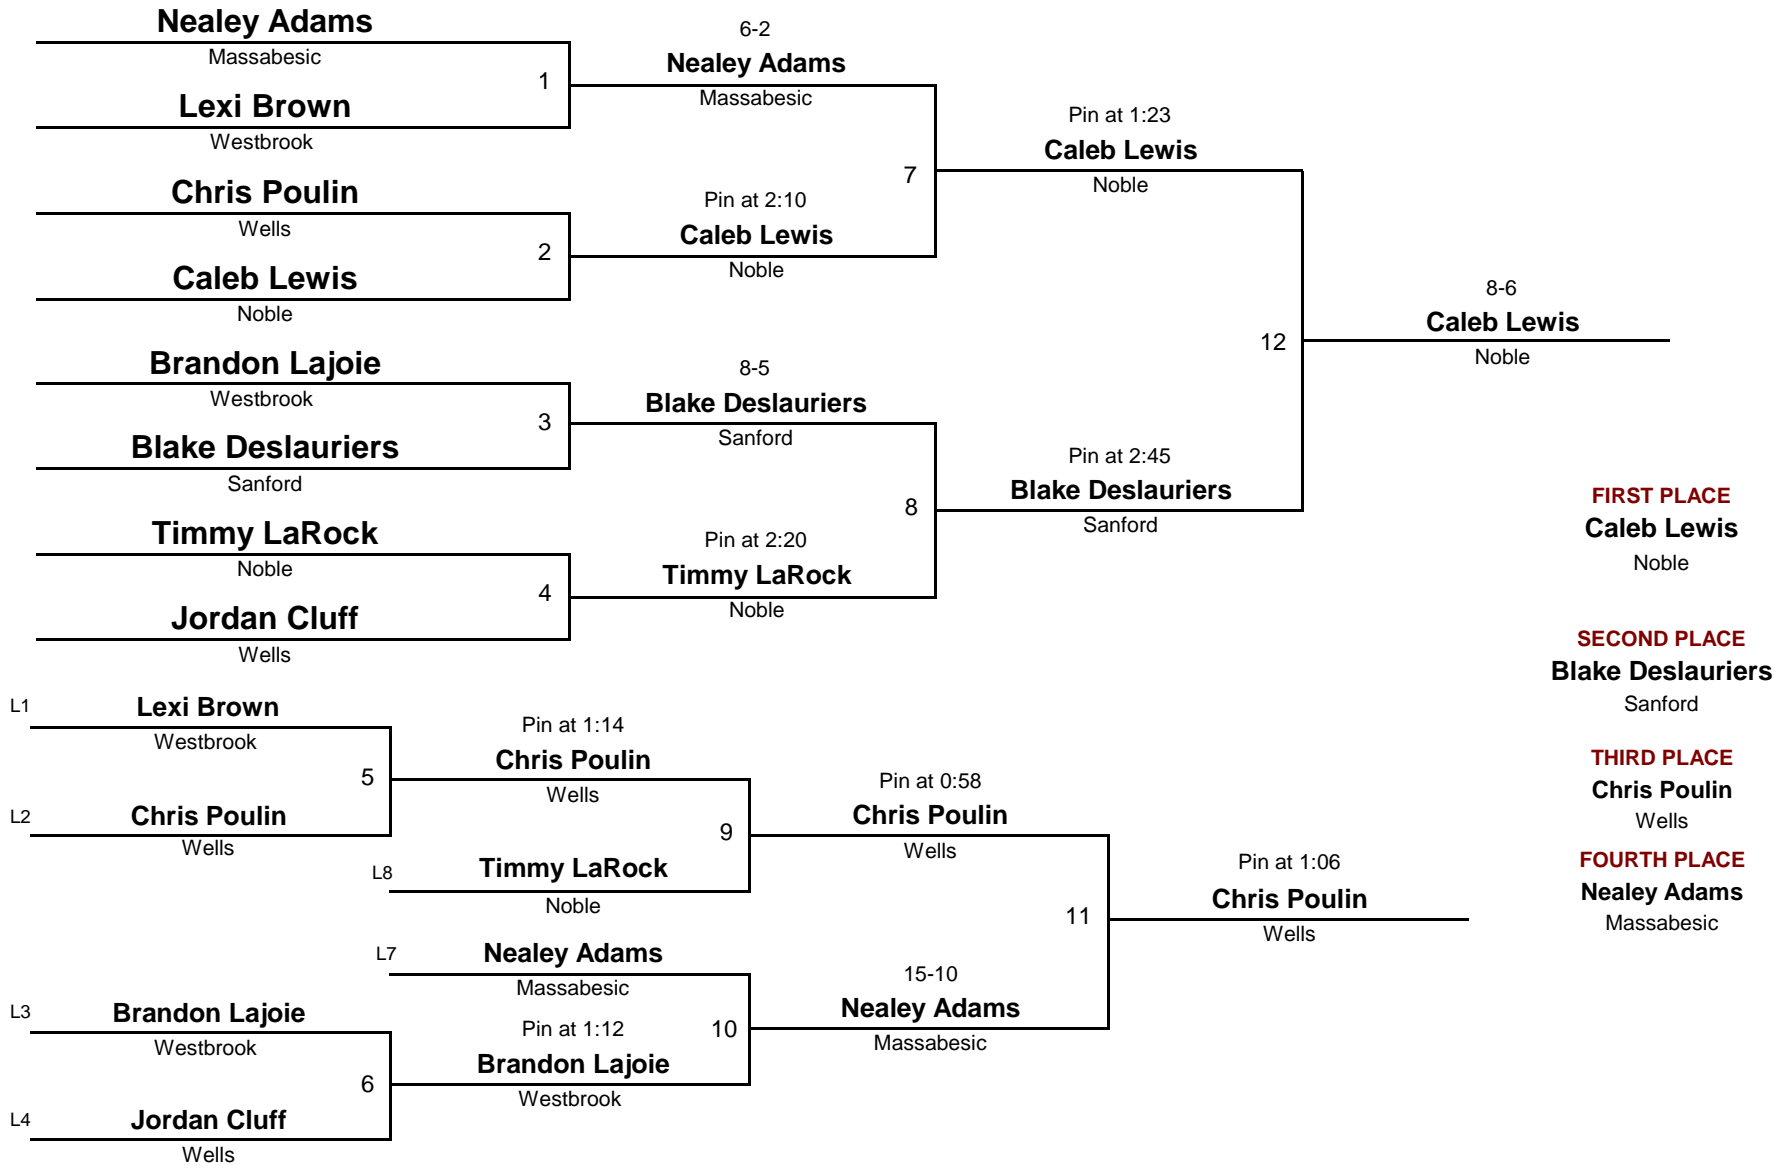 Nealey Adams
Massabesic
1
Lexi Brown
Westbrook
Chris Poulin
Wells
2
Caleb Lewis
Noble
Brandon Lajoie
Westbrook
3
Blake Deslauriers
Sanford
Timmy LaRock
Noble
4
Jordan Cluff
Wells
6-2
Nealey Adams
Massabesic
7
Pin at 2:10
Caleb Lewis
Noble
8-5
Blake Deslauriers
Sanford
8
Pin at 2:20
Timmy LaRock
Noble
Pin at 1:23
Caleb Lewis
Noble
12
Pin at 2:45
Blake Deslauriers
Sanford
8-6
Caleb Lewis
Noble
L1
Lexi Brown
Westbrook
5
L2
Chris Poulin
Wells
L3
Brandon Lajoie
Westbrook
6
L4
Jordan Cluff
Wells
Pin at 1:14
Chris Poulin
Wells
9
L8
Timmy LaRock
Noble
L7
Nealey Adams
Massabesic
10
Pin at 1:12
Brandon Lajoie
Westbrook
Pin at 0:58
Chris Poulin
Wells
11
15-10
Nealey Adams
Massabesic
Pin at 1:06
Chris Poulin
Wells
FIRST PLACE
Caleb Lewis
Noble
SECOND PLACE
Blake Deslauriers
Sanford
THIRD PLACE
Chris Poulin
Wells
FOURTH PLACE
Nealey Adams
Massabesic